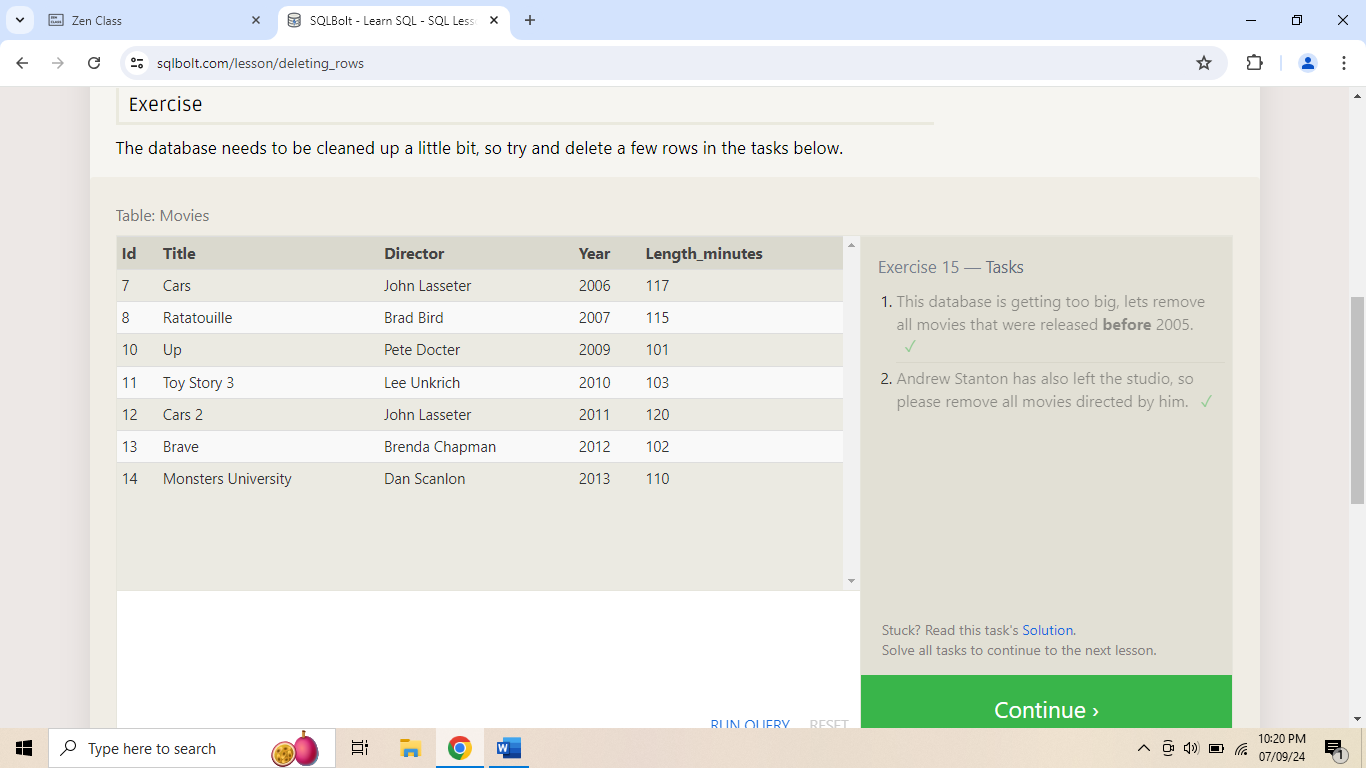 Zen Class
SQLBolt - Learn SQL - SQL Less
sqlbolt.com/lesson/deleting_rows
Exercise
The database needs to be cleaned up a little bit, so try and delete a few rows in the tasks below.
Table: Movies
Id Title Director Year Length_minutes
7 Cars John Lasseter 2006 117
8 Ratatouille Brad Bird 2007 115
10 Up Pete Docter 2009 101
11 Toy Story 3 Lee Unkrich 2010 103
12 Cars 2 John Lasseter 2011 120
13 Brave Brenda Chapman 2012 102
14 Monsters University Dan Scanlon 2013 110
Exercise 15 — Tasks
1. This database is getting too big, lets remove
all movies that were released before 2005.
✓
2. Andrew Stanton has also left the studio, so
please remove all movies directed by him. ✓
Stuck? Read this task's Solution.
Solve all tasks to continue to the next lesson.
RUN QUERY RESET
Continue ›
Type here to search
10:20 PM
07/09/24
1